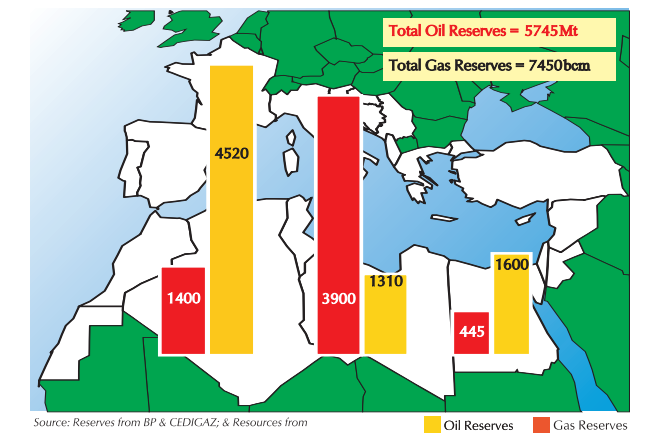 Total Oil Reserves = 5745Mt
Total Gas Reserves = 7450bcm
4520
1400
3900
1310
1600
445
Source: Reserves from BP & CEDIGAZ; & Resources from
Oil Reserves
Gas Reserves